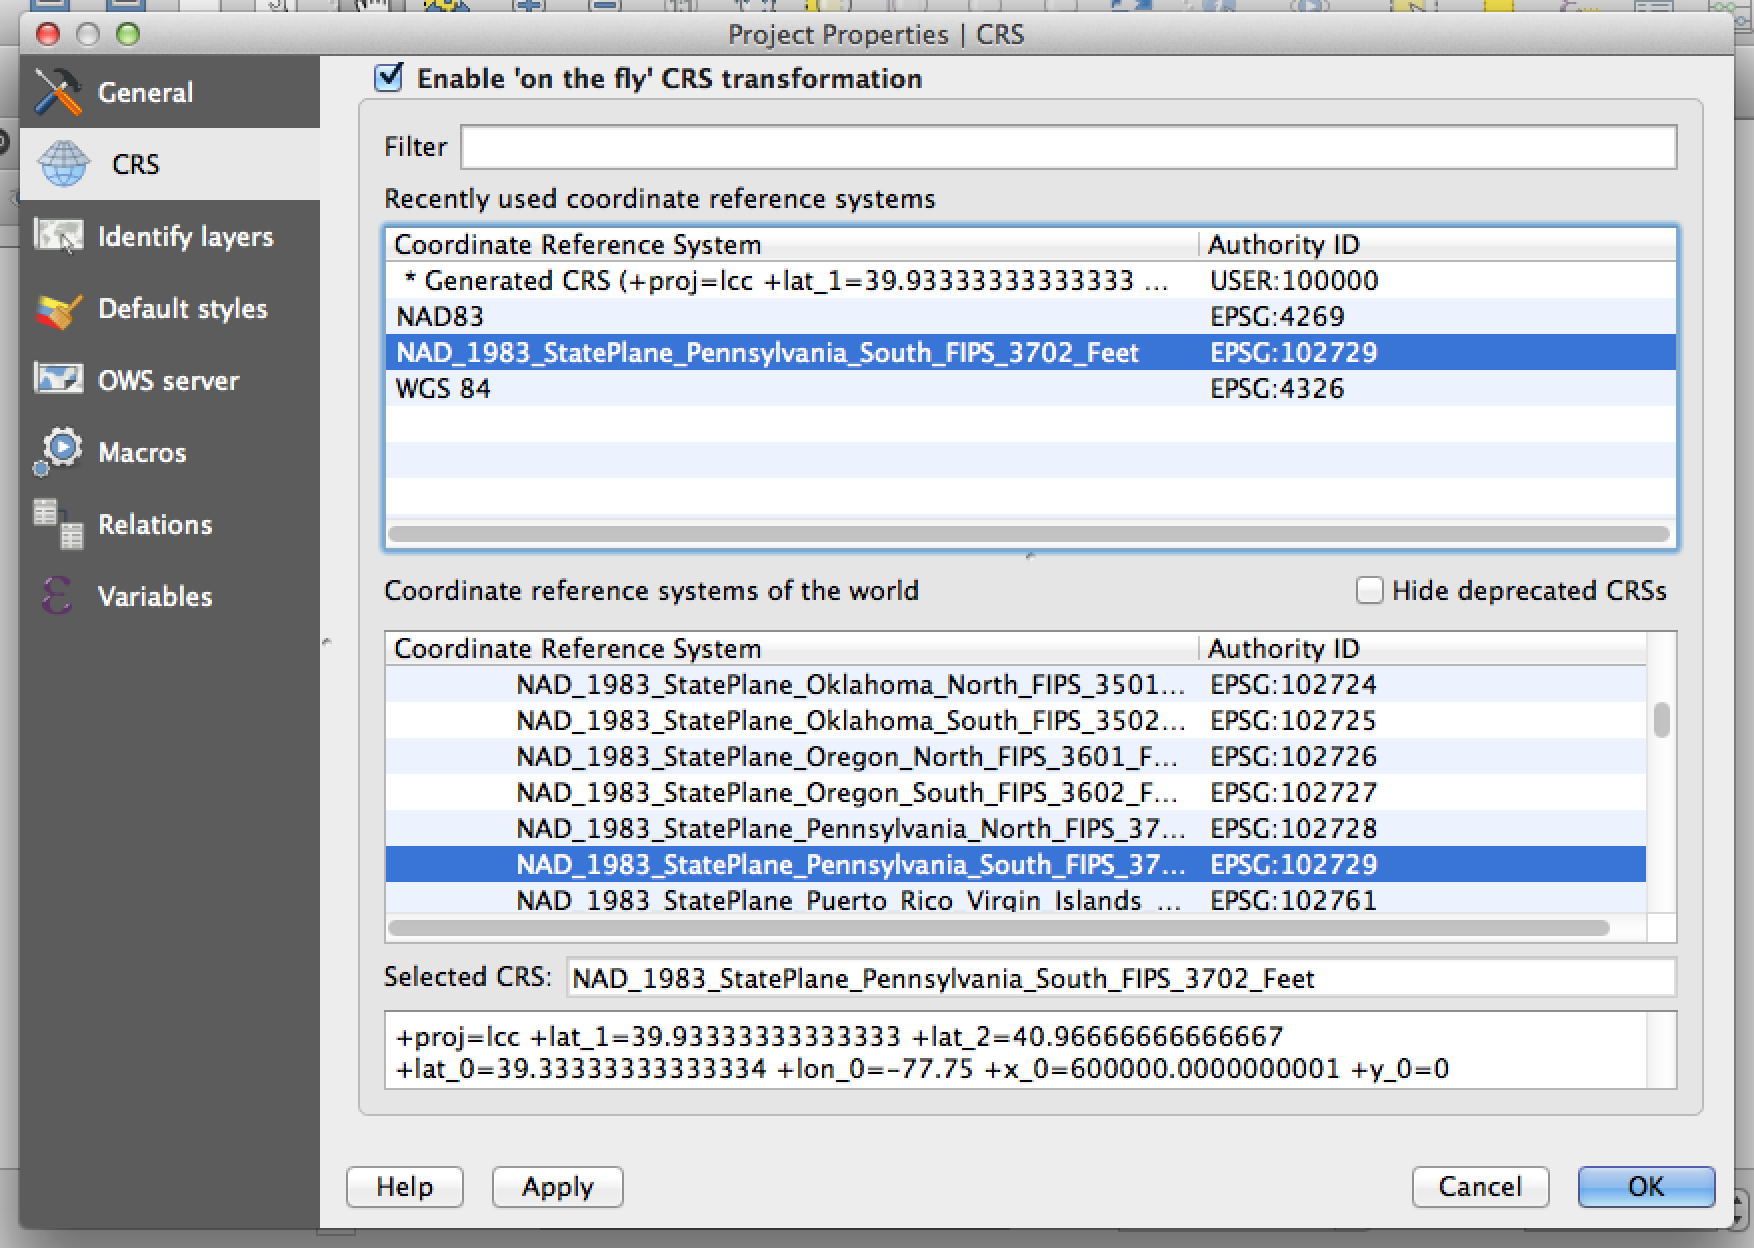 Project Properties | CRS
General
CRS
Identify layers
Default styles
OWS server
Macros
Relations
Variables
Enable 'on the fly' CRS transformation
Filter
Recently used coordinate reference systems
Coordinate Reference System Authority ID
* Generated CRS (+proj=lcc +lat_1=39.93333333333333 ... USER:100000
NAD83 EPSG:4269
NAD_1983_StatePlane_Pennsylvania_South_FIPS_3702_Feet EPSG:102729
WGS 84 EPSG:4326
Coordinate reference systems of the world Hide deprecated CRSs
Coordinate Reference System Authority ID
NAD_1983_StatePlane_Oklahoma_North_FIPS_3501... EPSG:102724
NAD_1983_StatePlane_Oklahoma_South_FIPS_3502... EPSG:102725
NAD_1983_StatePlane_Oregon_North_FIPS_3601_F... EPSG:102726
NAD_1983_StatePlane_Oregon_South_FIPS_3602_F... EPSG:102727
NAD_1983_StatePlane_Pennsylvania_North_FIPS_37... EPSG:102728
NAD_1983_StatePlane_Pennsylvania_South_FIPS_37... EPSG:102729
NAD_1983_StatePlane_Puerto_Rico_Virgin_Islands_... EPSG:102761
Selected CRS: NAD_1983_StatePlane_Pennsylvania_South_FIPS_3702_Feet
+proj=lcc +lat_1=39.93333333333333 +lat_2=40.96666666666667
+lat_0=39.33333333333334 +lon_0=-77.75 +x_0=600000.0000000001 +y_0=0
Help Apply Cancel OK